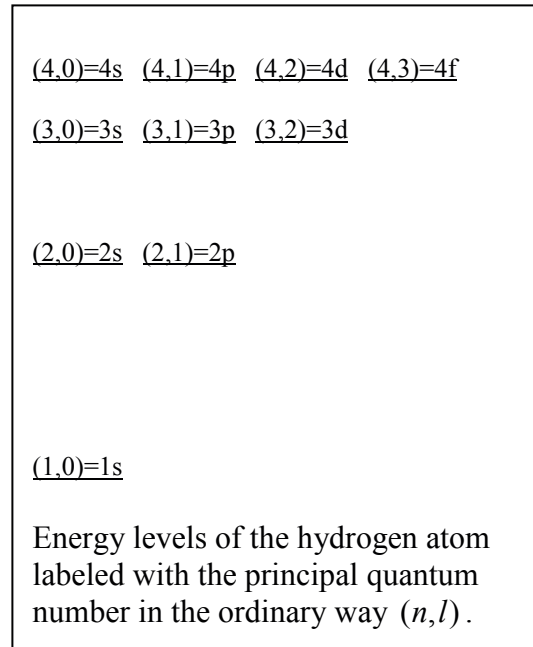 (4,0)=4s (4,1)=4p (4,2)=4d (4,3)=4f
(3,0)=3s (3,1)=3p (3,2)=3d
(2,0)=2s (2,1)=2p
(1,0)=1s
Energy levels of the hydrogen atom
labeled with the principal quantum
number in the ordinary way (n,l).